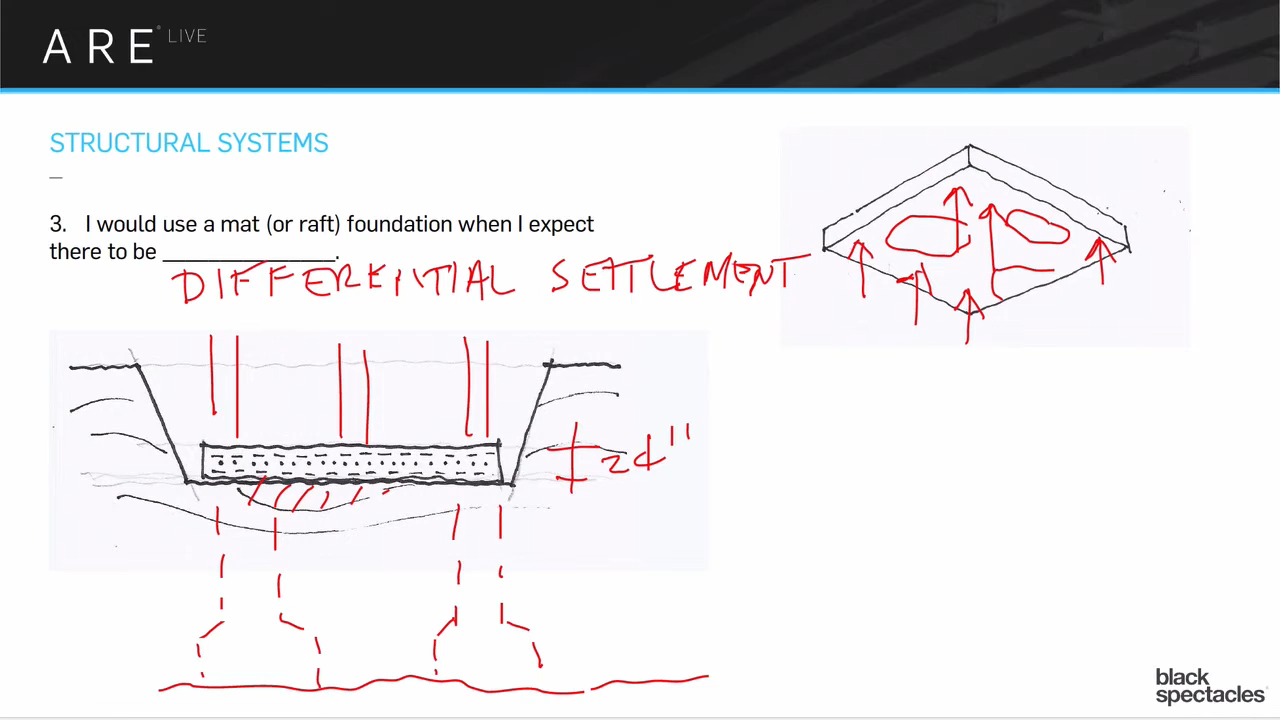 ARE® LIVE
STRUCTURAL SYSTEMS
3. I would use a mat (or raft) foundation when I expect
there to be ________________.
DIFFERENTIAL SETTLEMENT
24"
black
spectacles®